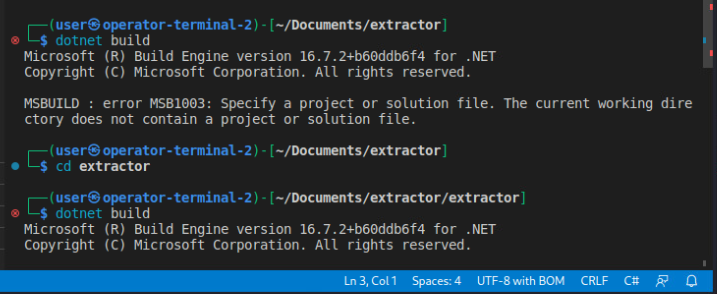 ┌──(user㉿operator-terminal-2)-[~/Documents/extractor]
└─$ dotnet build
Microsoft (R) Build Engine version 16.7.2+b60ddb6f4 for .NET
Copyright (C) Microsoft Corporation. All rights reserved.
MSBUILD : error MSB1003: Specify a project or solution file. The current working dire
ctory does not contain a project or solution file.
┌──(user㉿operator-terminal-2)-[~/Documents/extractor]
└─$ cd extractor
┌──(user㉿operator-terminal-2)-[~/Documents/extractor/extractor]
└─$ dotnet build
Microsoft (R) Build Engine version 16.7.2+b60ddb6f4 for .NET
Copyright (C) Microsoft Corporation. All rights reserved.
Ln 3, Col 1 Spaces: 4 UTF-8 with BOM CRLF C#